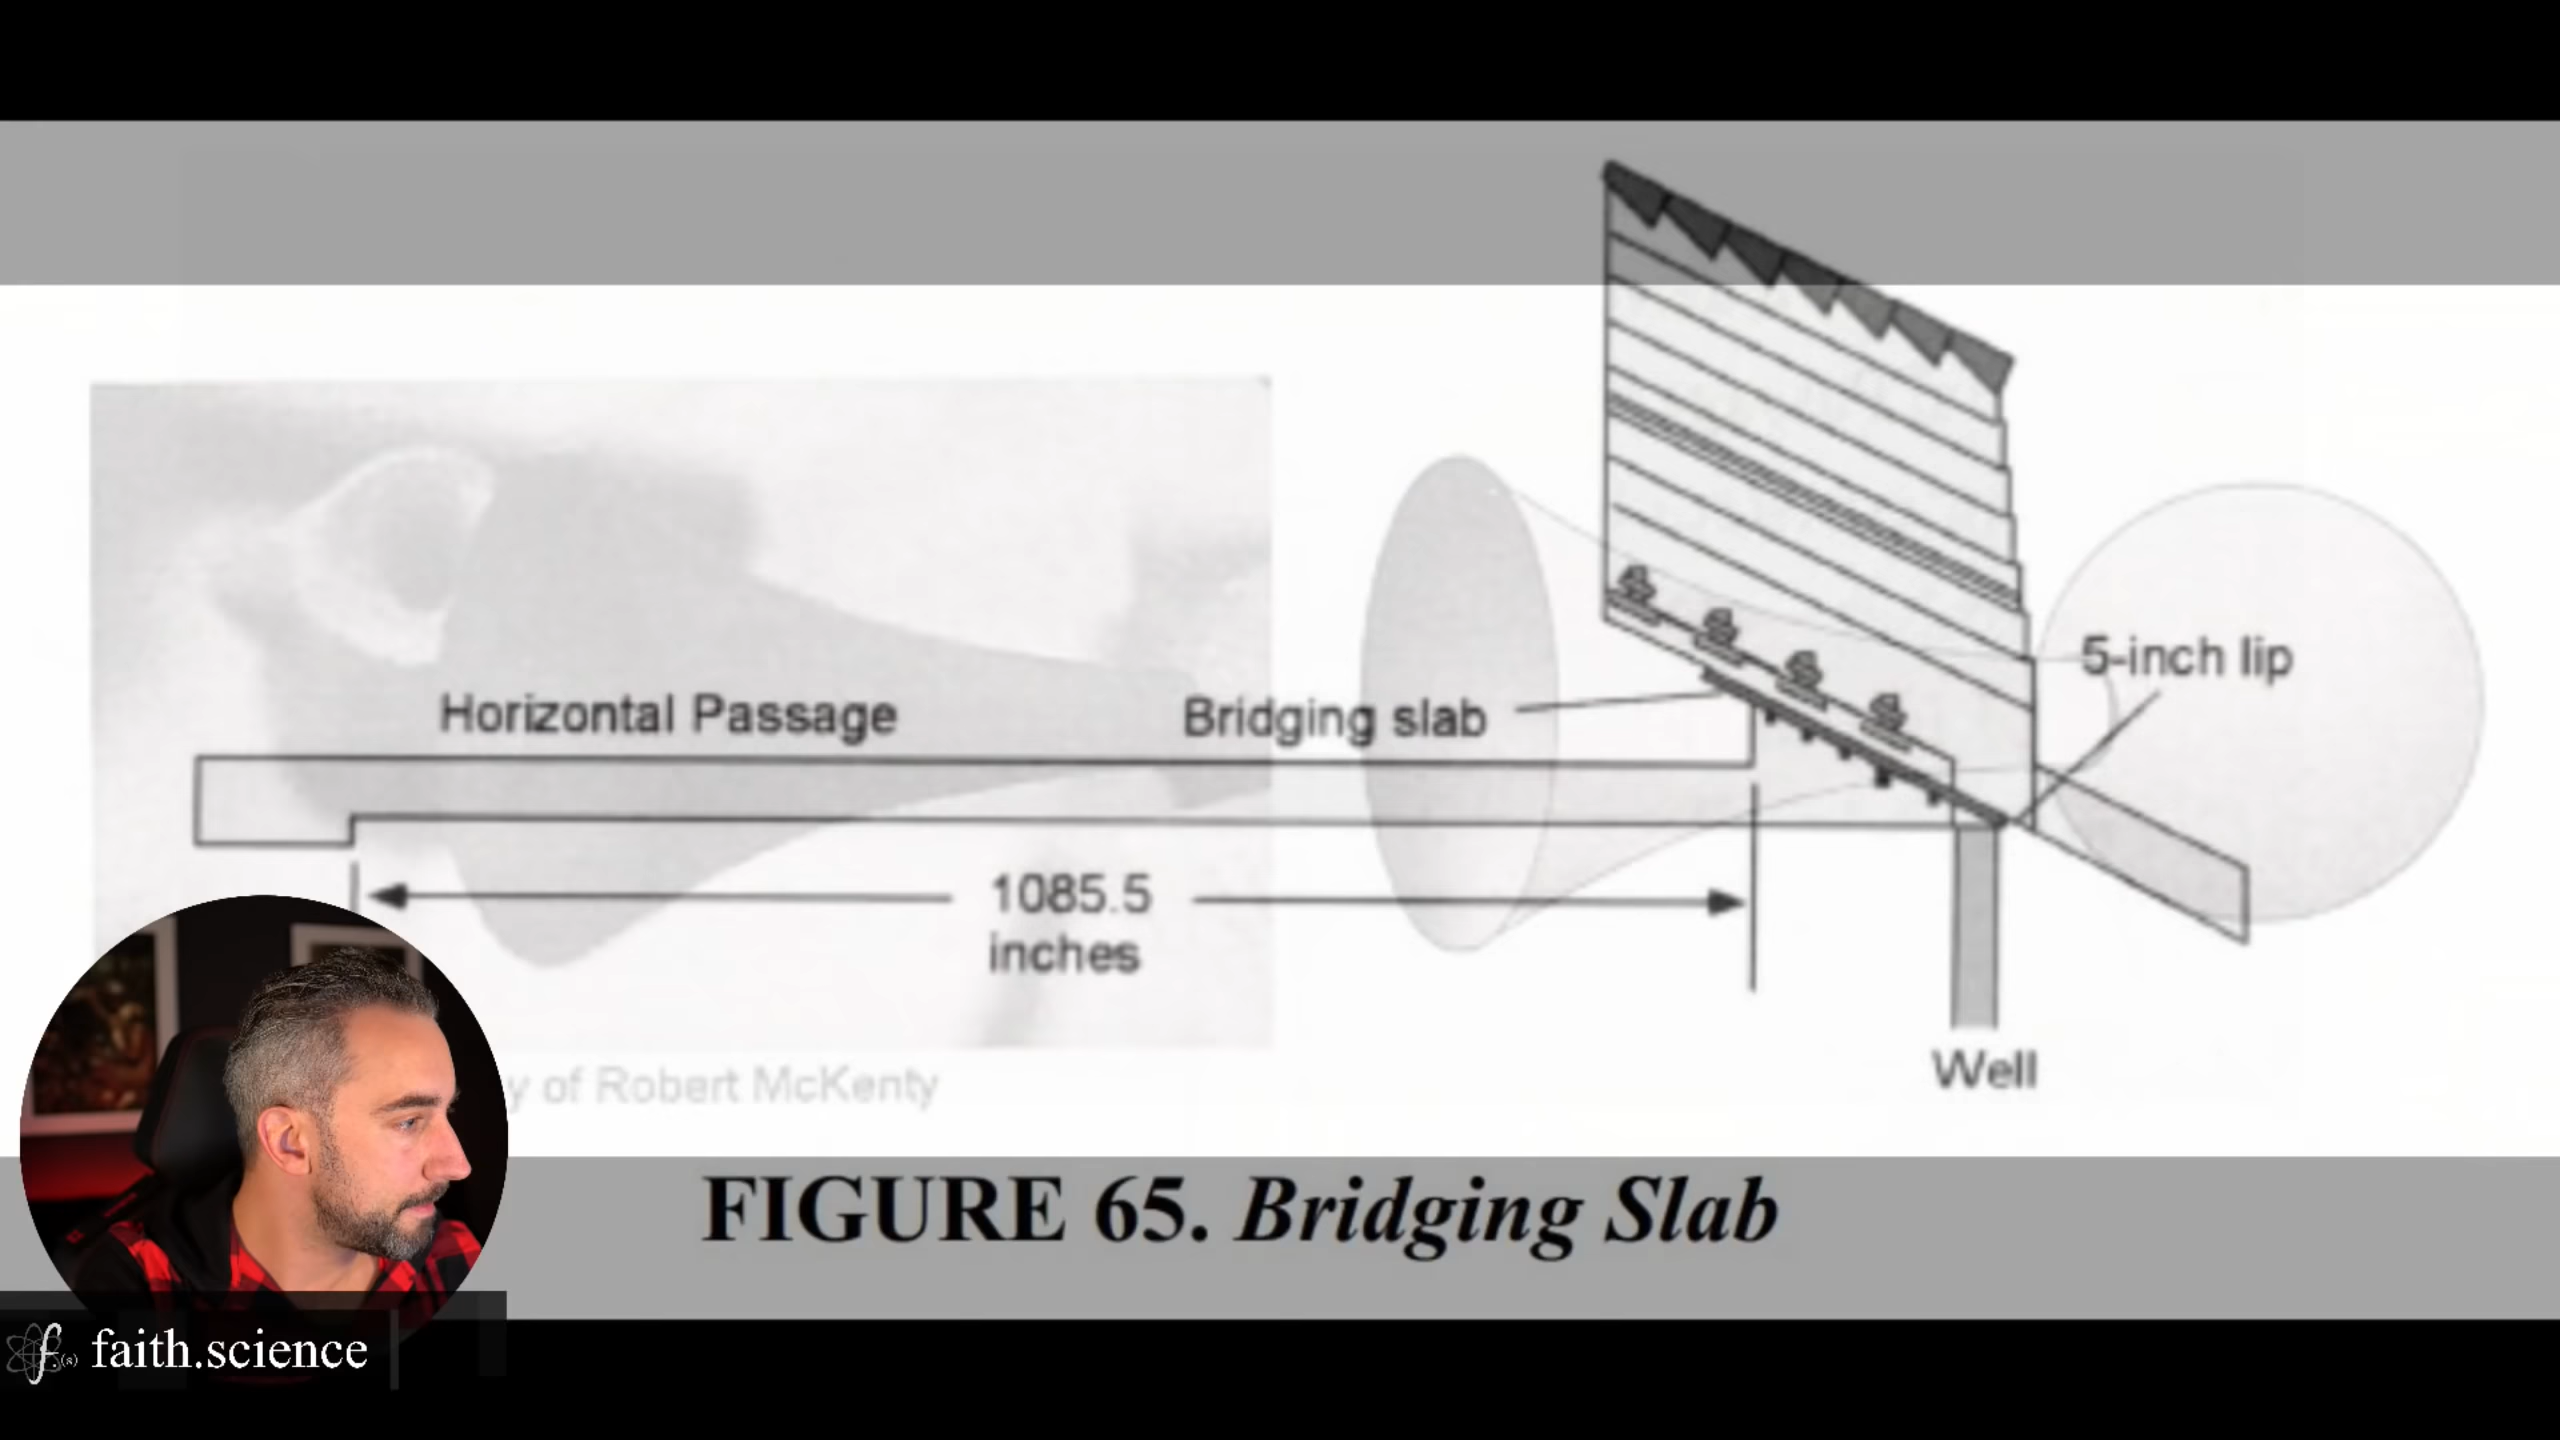 5-inch lip
Horizontal Passage
Bridging slab
1085.5
inches
Well
y of Robert McKenty
FIGURE 65. Bridging Slab
faith.science